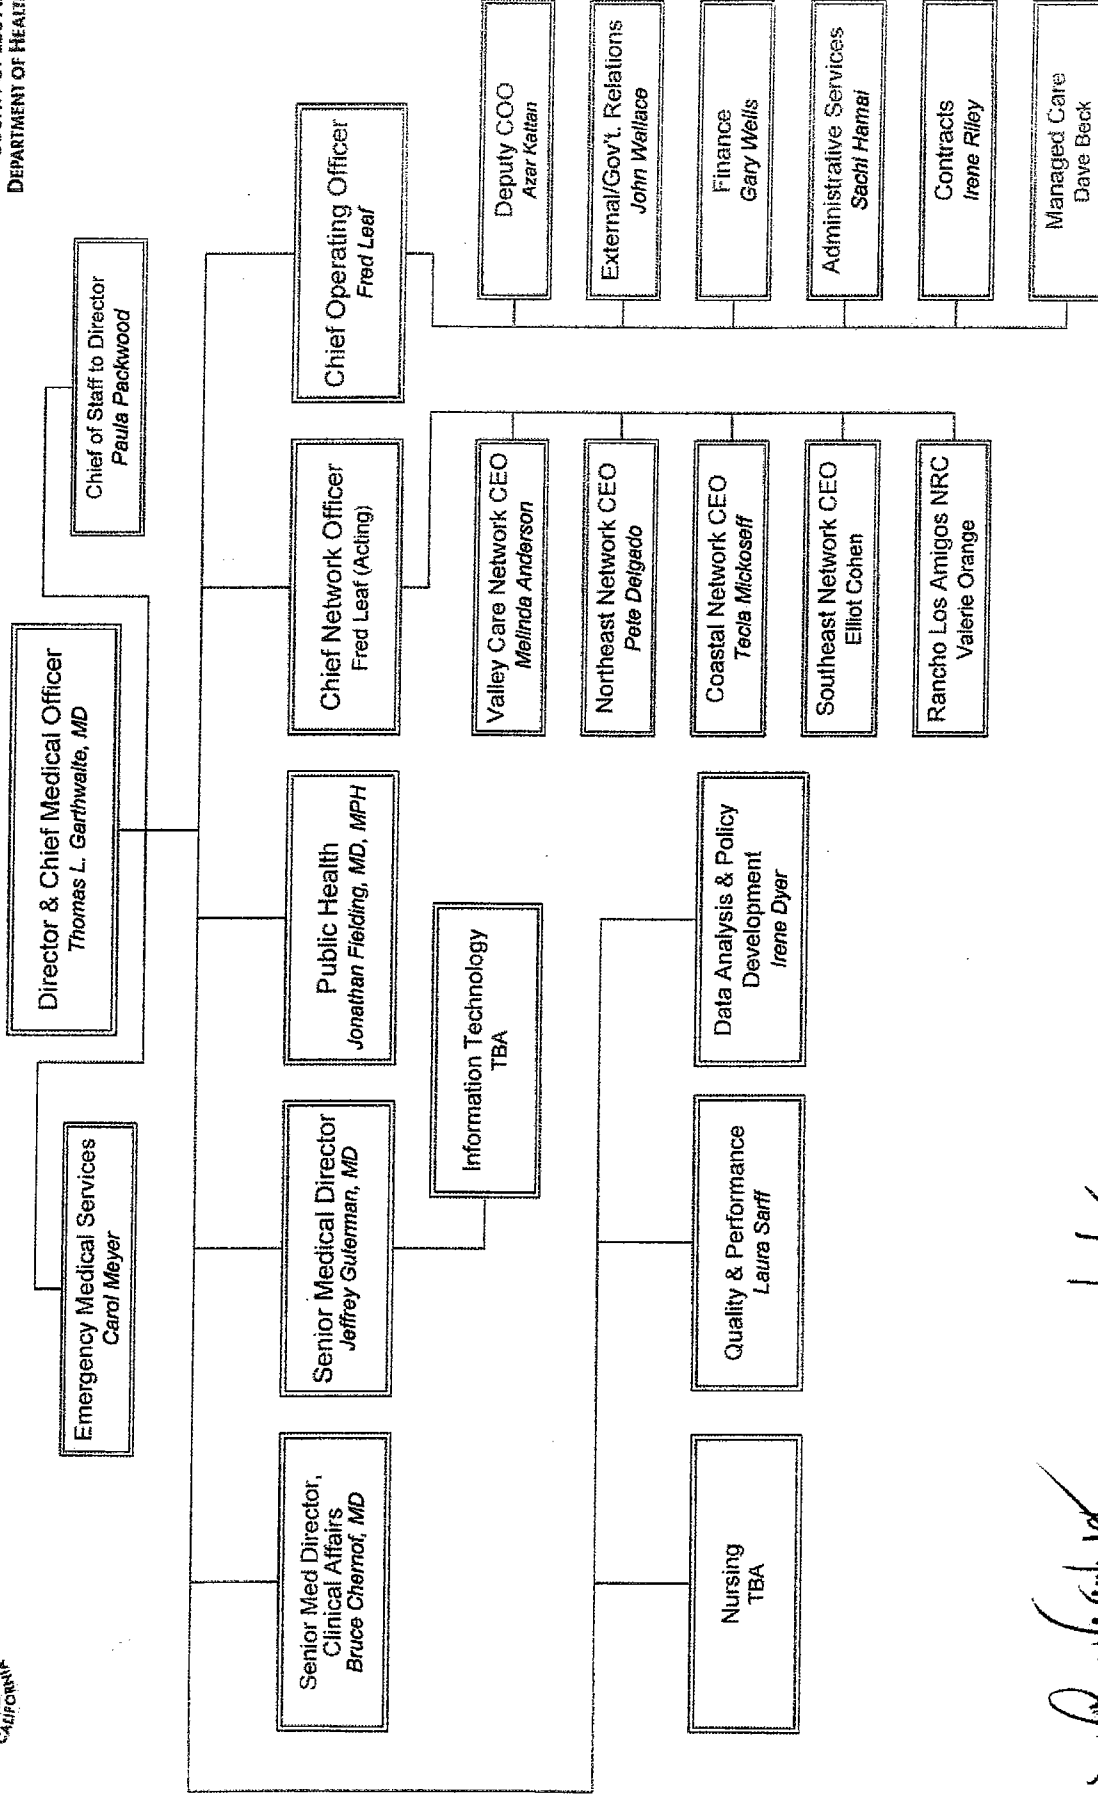 DEPARTMENT OF HEALTH
CALIFORNIA
Director & Chief Medical Officer
Thomas L. Garthwaite, MD
Chief of Staff to Director
Paula Packwood
Emergency Medical Services
Carol Meyer
Senior Med Director,
Clinical Affairs
Bruce Chernof, MD
Senior Medical Director
Jeffrey Guterman, MD
Public Health
Jonathan Fielding, MD, MPH
Chief Network Officer
Fred Leaf (Acting)
Chief Operating Officer
Fred Leaf
Information Technology
TBA
Valley Care Network CEO
Melinda Anderson
Northeast Network CEO
Pete Delgado
Coastal Network CEO
Tecla Mickoseff
Southeast Network CEO
Elliot Cohen
Rancho Los Amigos NRC
Valerie Orange
Deputy COO
Azar Kattan
External/Gov't. Relations
John Wallace
Finance
Gary Wells
Administrative Services
Sachi Hamai
Contracts
Irene Riley
Managed Care
Dave Beck
Nursing
TBA
Quality & Performance
Laura Sarff
Data Analysis & Policy
Development
Irene Dyer